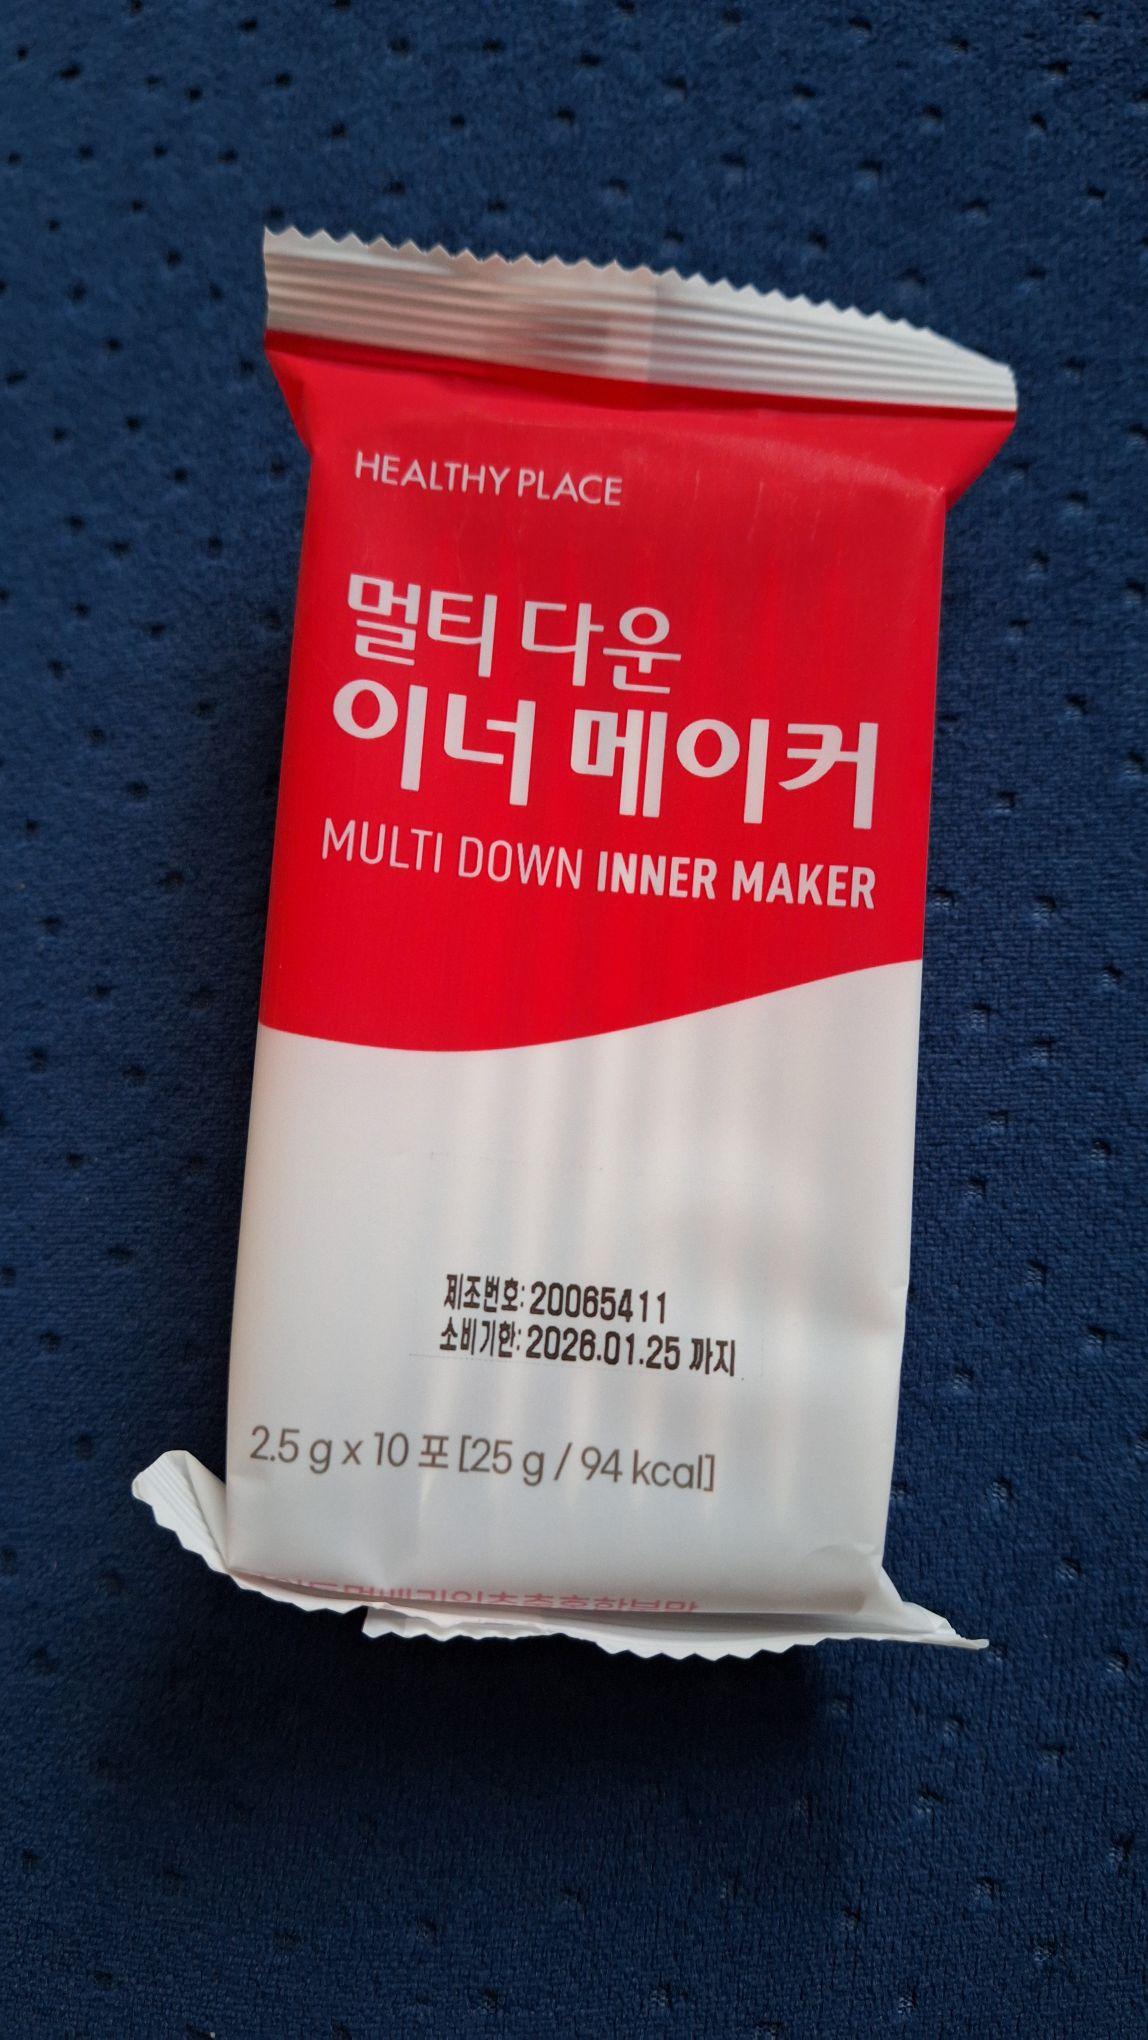 HEALTHY PLACE
멀티 다운
이너 메이커
MULTI DOWN INNER MAKER
제조번호: 20065411
소비기한: 2026.01.25 까지
2.5 g x 10 포 [25 g / 94 kcal]